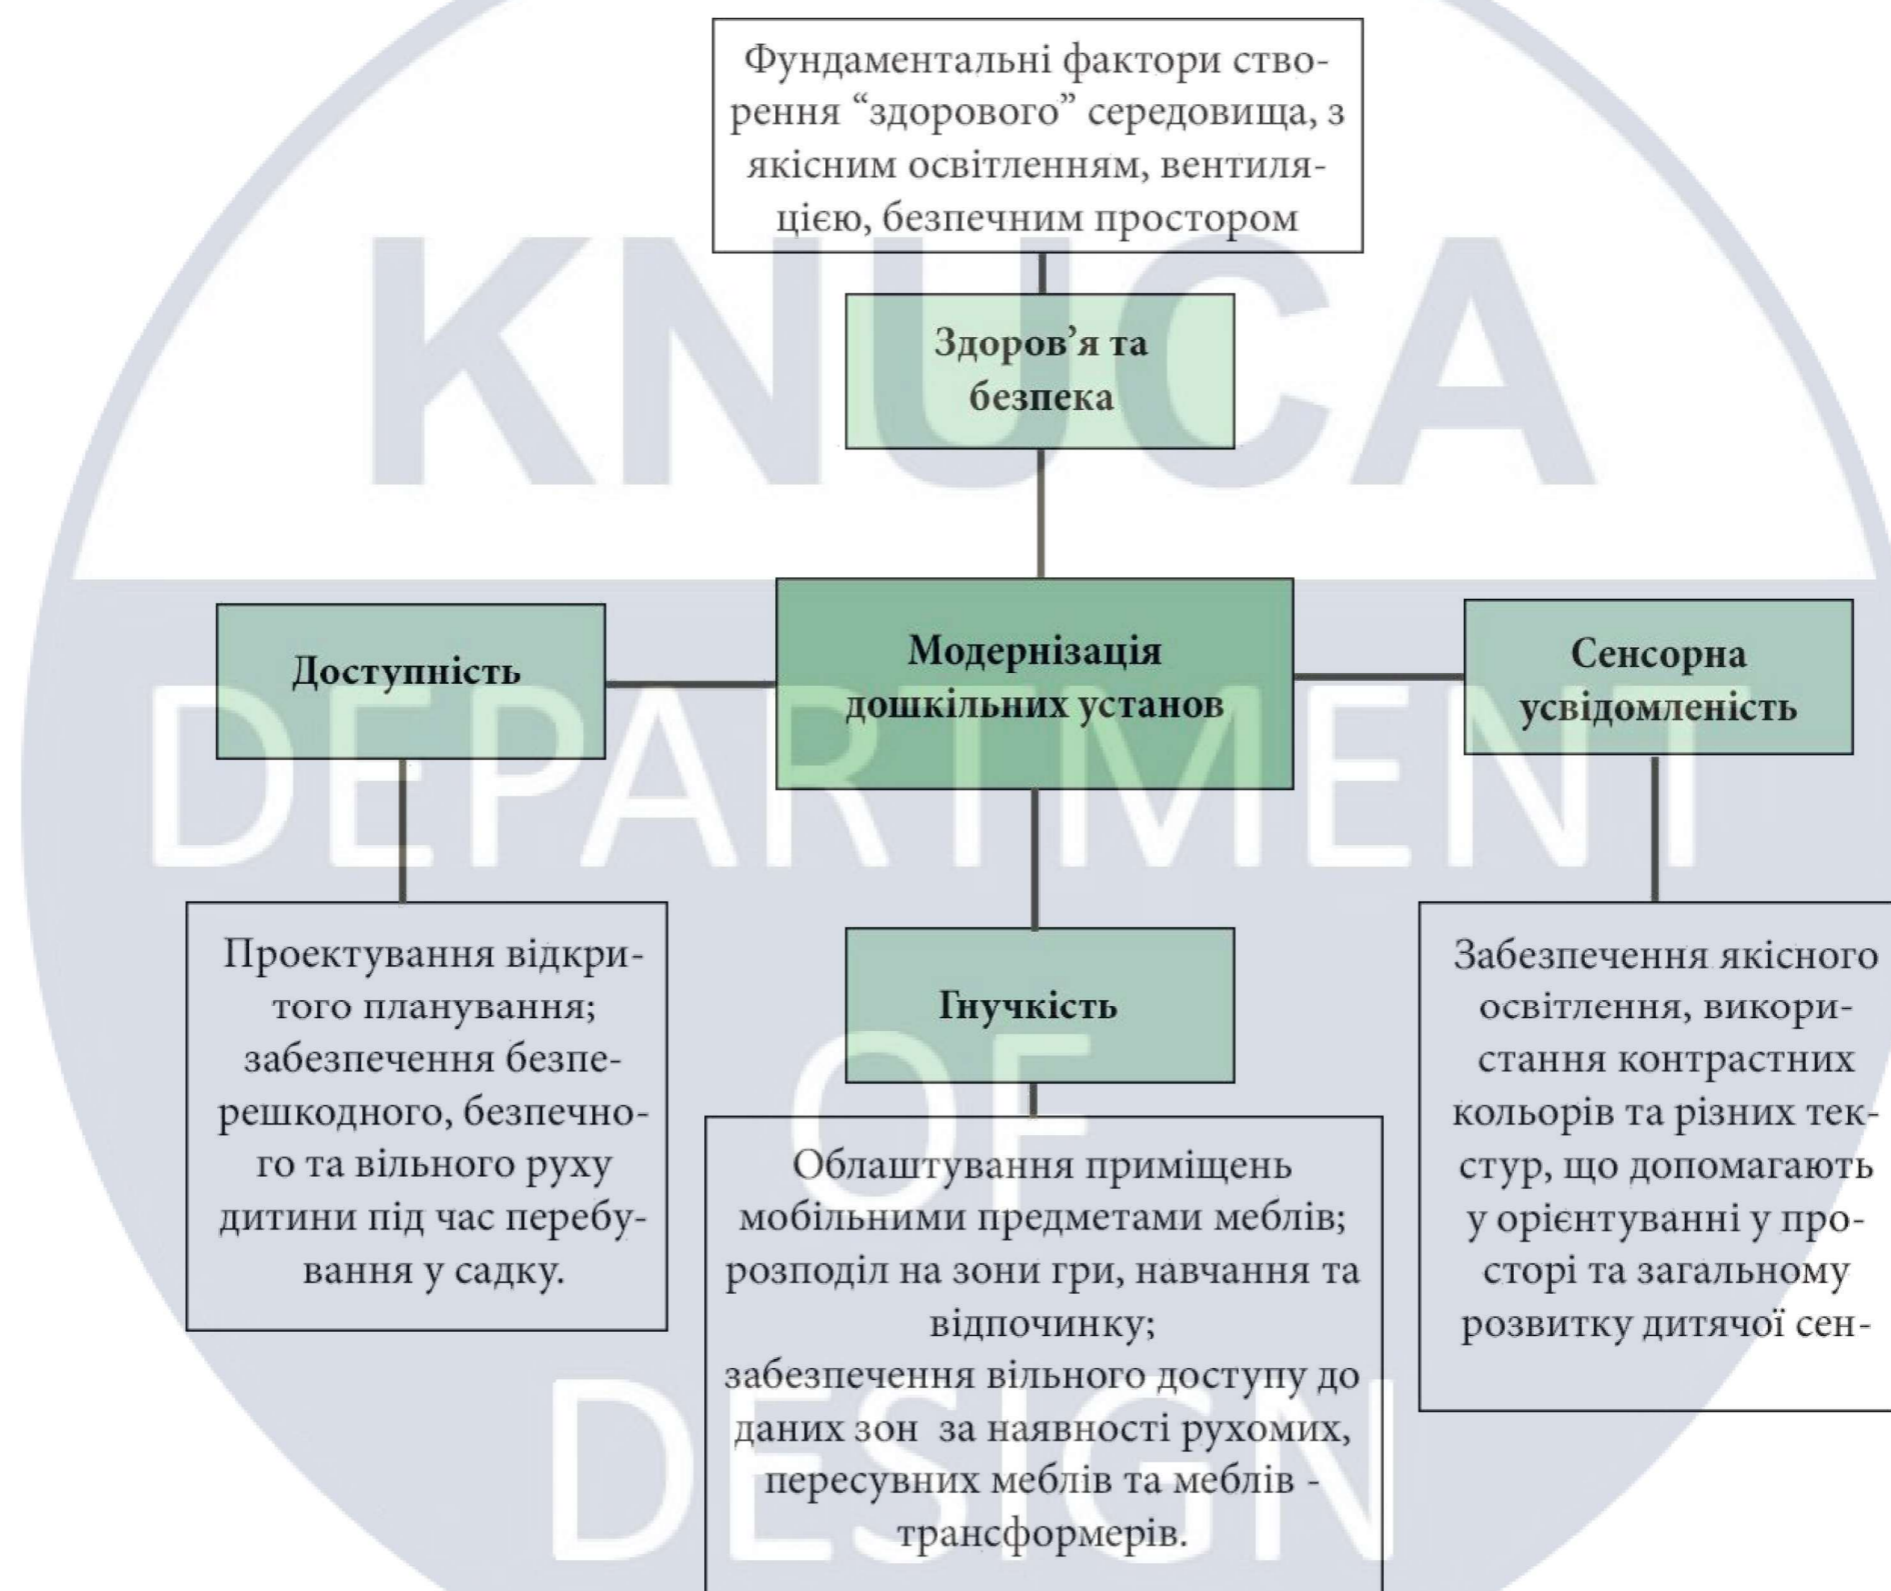 Фундаментальні фактори ство-
рення “здорового” середовища, з
якісним освітленням, вентиля-
цією, безпечним простором
Здоров’я та
безпека
KNUCA
Модернізація
дошкільних установ
Доступність
Сенсорна
усвідомленість
DEPARTMENT
Проектування відкри-
того планування;
забезпечення безпе-
решкодного, безпечно-
го та вільного руху
дитини під час перебу-
вання у садку.
Гнучкість
OF
Облаштування приміщень
мобільними предметами меблів;
розподіл на зони гри, навчання та
відпочинку;
забезпечення вільного доступу до
даних зон за наявності рухомих,
пересувних меблів та меблів -
трансформерів.
Забезпечення якісного
освітлення, викори-
стання контрастних
кольорів та різних тек-
стур, що допомагають
у орієнтуванні у про-
сторі та загальному
розвитку дитячої сен-
DESIGN